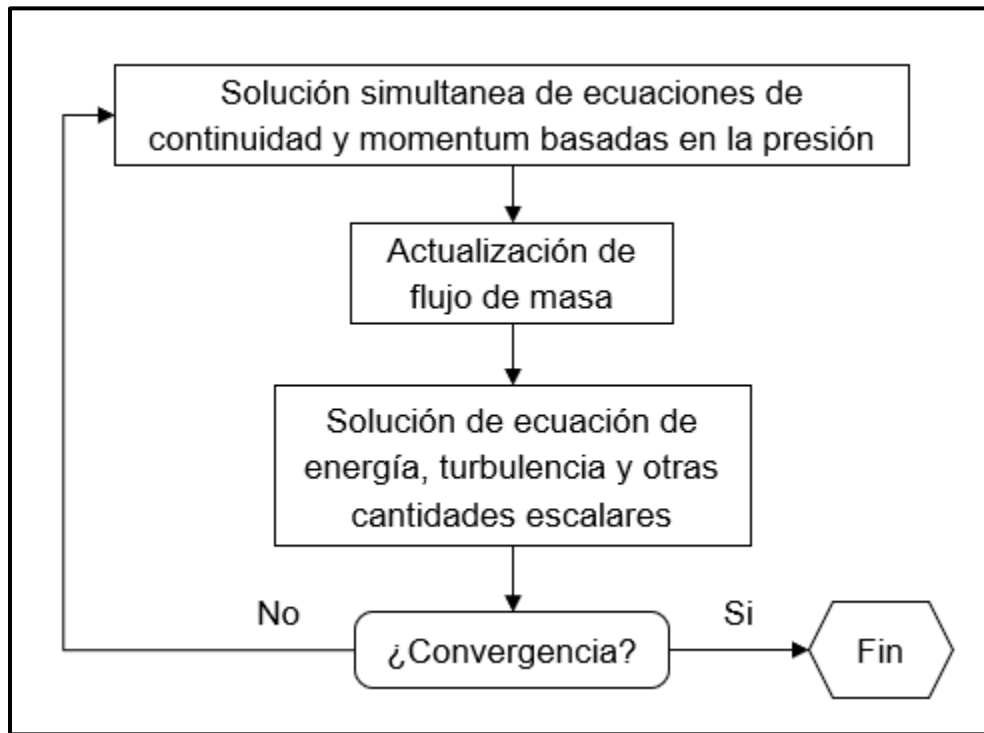 Solución simultanea de ecuaciones de
continuidad y momentum basadas en la presión
Actualización de
flujo de masa
Solución de ecuación de
energía, turbulencia y otras
cantidades escalares
No
Si
¿Convergencia?
Fin